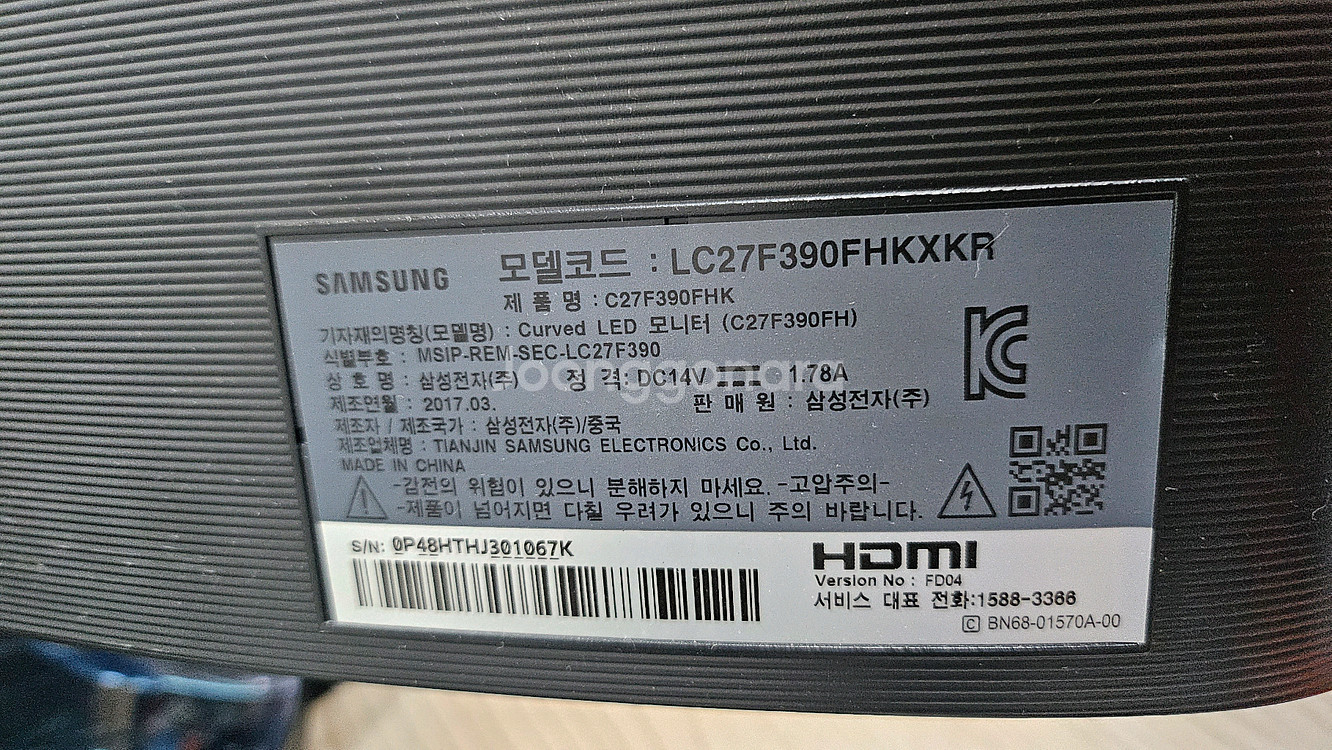 SAMSUNG
모델코드 : LC27F390FHKXKR
제 품 명 : C27F390FHK
기자재의명칭(모델명) : Curved LED 모니터 (C27F390FH)
식별부호 : MSIP-REM-SEC-LC27F390
상 호 명 : 삼성전자(주) 정 격: DC14V 1.78A
joonggonara
제조연월 : 2017.03. 판 매 원 : 삼성전자(주)
제조자 / 제조국가 : 삼성전자(주)/중국
제조업체명 : TIANJIN SAMSUNG ELECTRONICS Co., Ltd.
MADE IN CHINA
-감전의 위험이 있으니 분해하지 마세요. -고압주의-
-제품이 넘어지면 다칠 우려가 있으니 주의 바랍니다.
S/N: 0P48HTHJ301067K
HDMI
Version No : FD04
서비스 대표 전화:1588-3366
C BN68-01570A-00